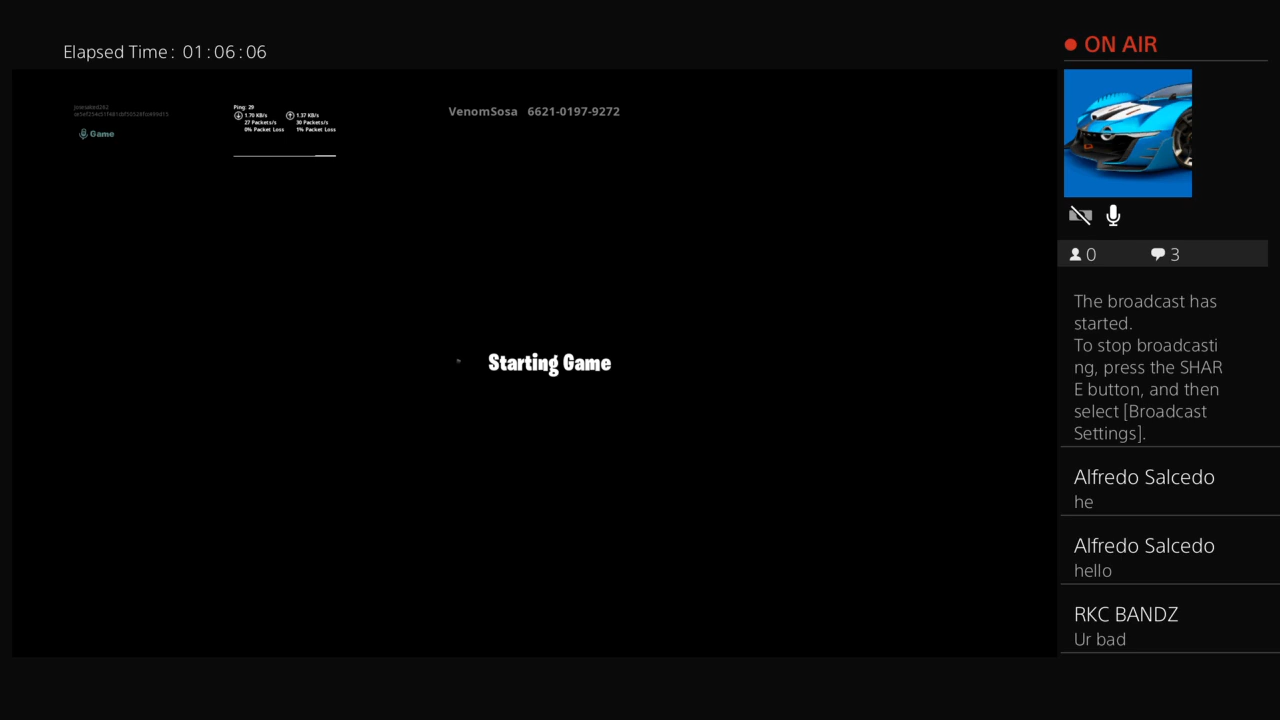 Elapsed Time: 01:06:06
ON AIR
Game
Ping: 29
1.70 KB/s 1.37 KB/s
27 Packets/s 30 Packets/s
0% Packet Loss 1% Packet Loss
VenomSosa 6621-0197-9272
Starting Game
0 3
The broadcast has
started.
To stop broadcasti
ng, press the SHAR
E button, and then
select [Broadcast
Settings].
Alfredo Salcedo
he
Alfredo Salcedo
hello
RKC BANDZ
Ur bad